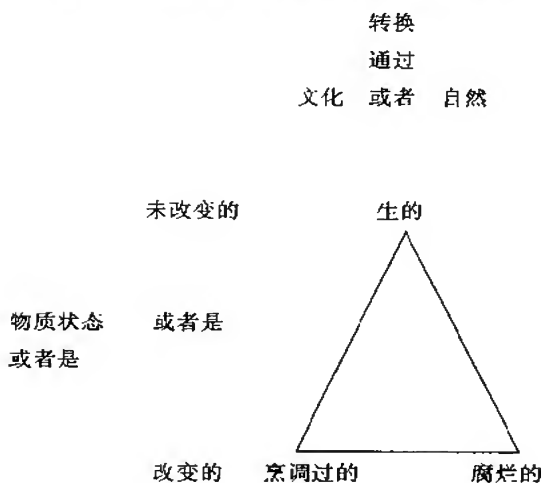 转换
通过
文化 或者 自然
未改变的 生的
物质状态 或者是
或者是
改变的 烹调过的 腐烂的